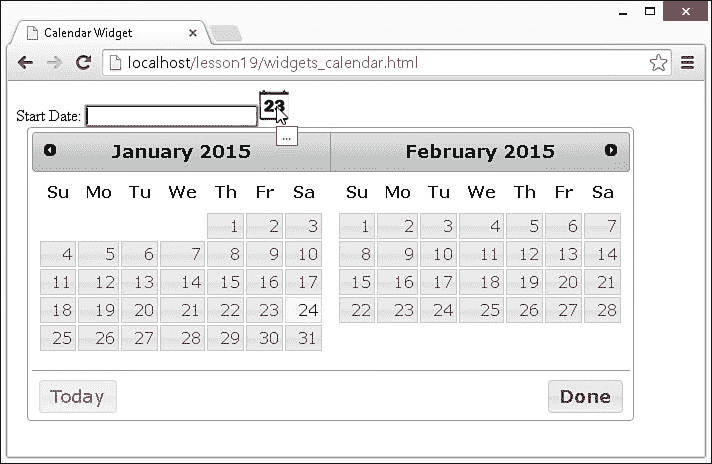 Calendar Widget
localhost/lesson19/widgets_calendar.html
Start Date: 23
...
January 2015 February 2015
Su Mo Tu We Th Fr Sa Su Mo Tu We Th Fr Sa
1 2 3 1 2 3 4 5 6 7
4 5 6 7 8 9 10 8 9 10 11 12 13 14
11 12 13 14 15 16 17 15 16 17 18 19 20 21
18 19 20 21 22 23 24 22 23 24 25 26 27 28
25 26 27 28 29 30 31
Today Done